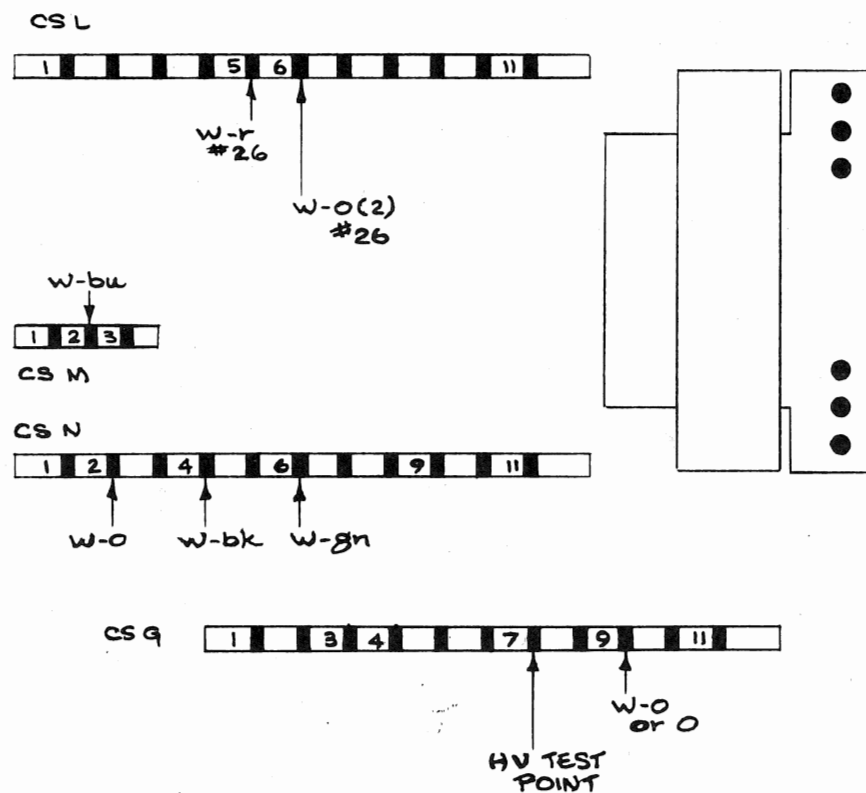 CS L
1 5 6 11
w-r
#26
w-o(2)
#26
w-bu
1 2 3
CS M
CS N
1 2 4 6 9 11
w-o w-bk w-gn
CS Q
1 3 4 7 9 11
w-o
or o
HV TEST
POINT